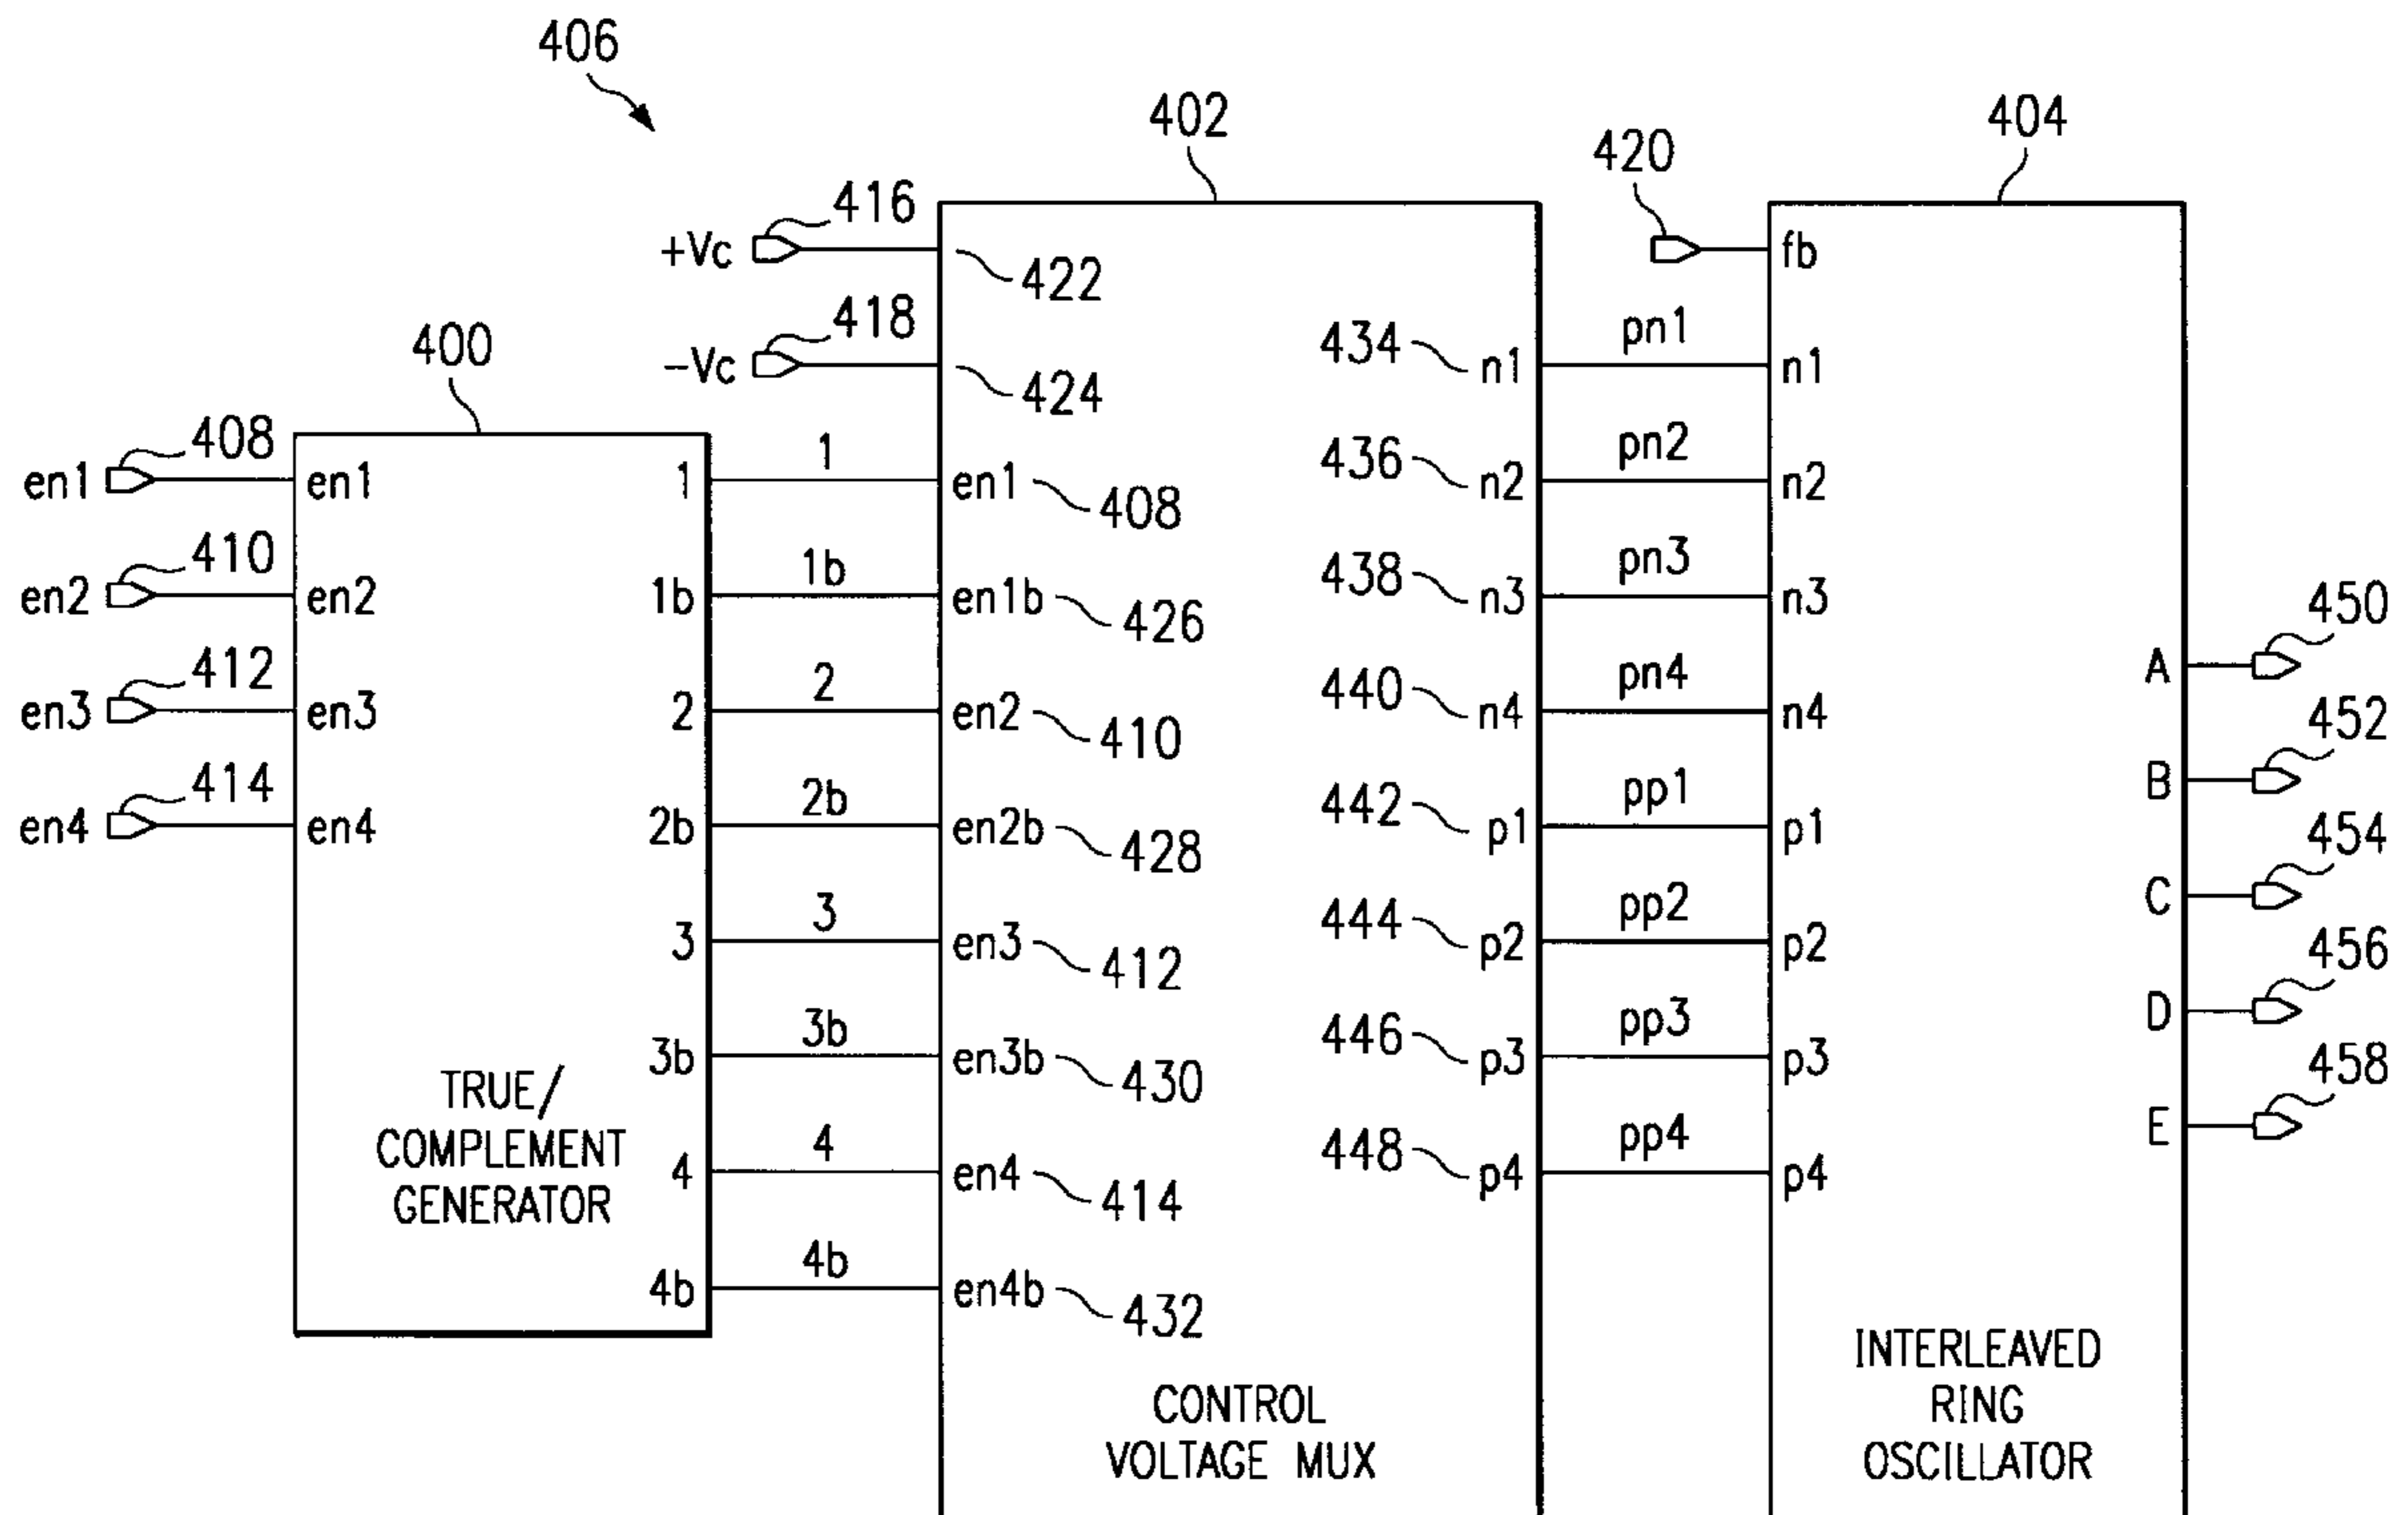 406
402
420
404
+Vc
416
422
fb
-Vc
418
424
400
434
n1
pn1
n1
en1
408
en1
1
1
en1
408
436
n2
pn2
n2
en2
410
en2
1b
1b
en1b
426
438
n3
pn3
n3
en3
412
en3
2
2
en2
410
440
n4
pn4
n4
A
450
en4
414
en4
2b
2b
en2b
428
442
p1
pp1
p1
B
452
3
3
en3
412
444
p2
pp2
p2
C
454
3b
3b
en3b
430
446
p3
pp3
p3
D
456
4
4
en4
414
448
p4
pp4
p4
E
458
4b
4b
en4b
432
TRUE/
COMPLEMENT
GENERATOR
CONTROL
VOLTAGE MUX
INTERLEAVED
RING
OSCILLATOR